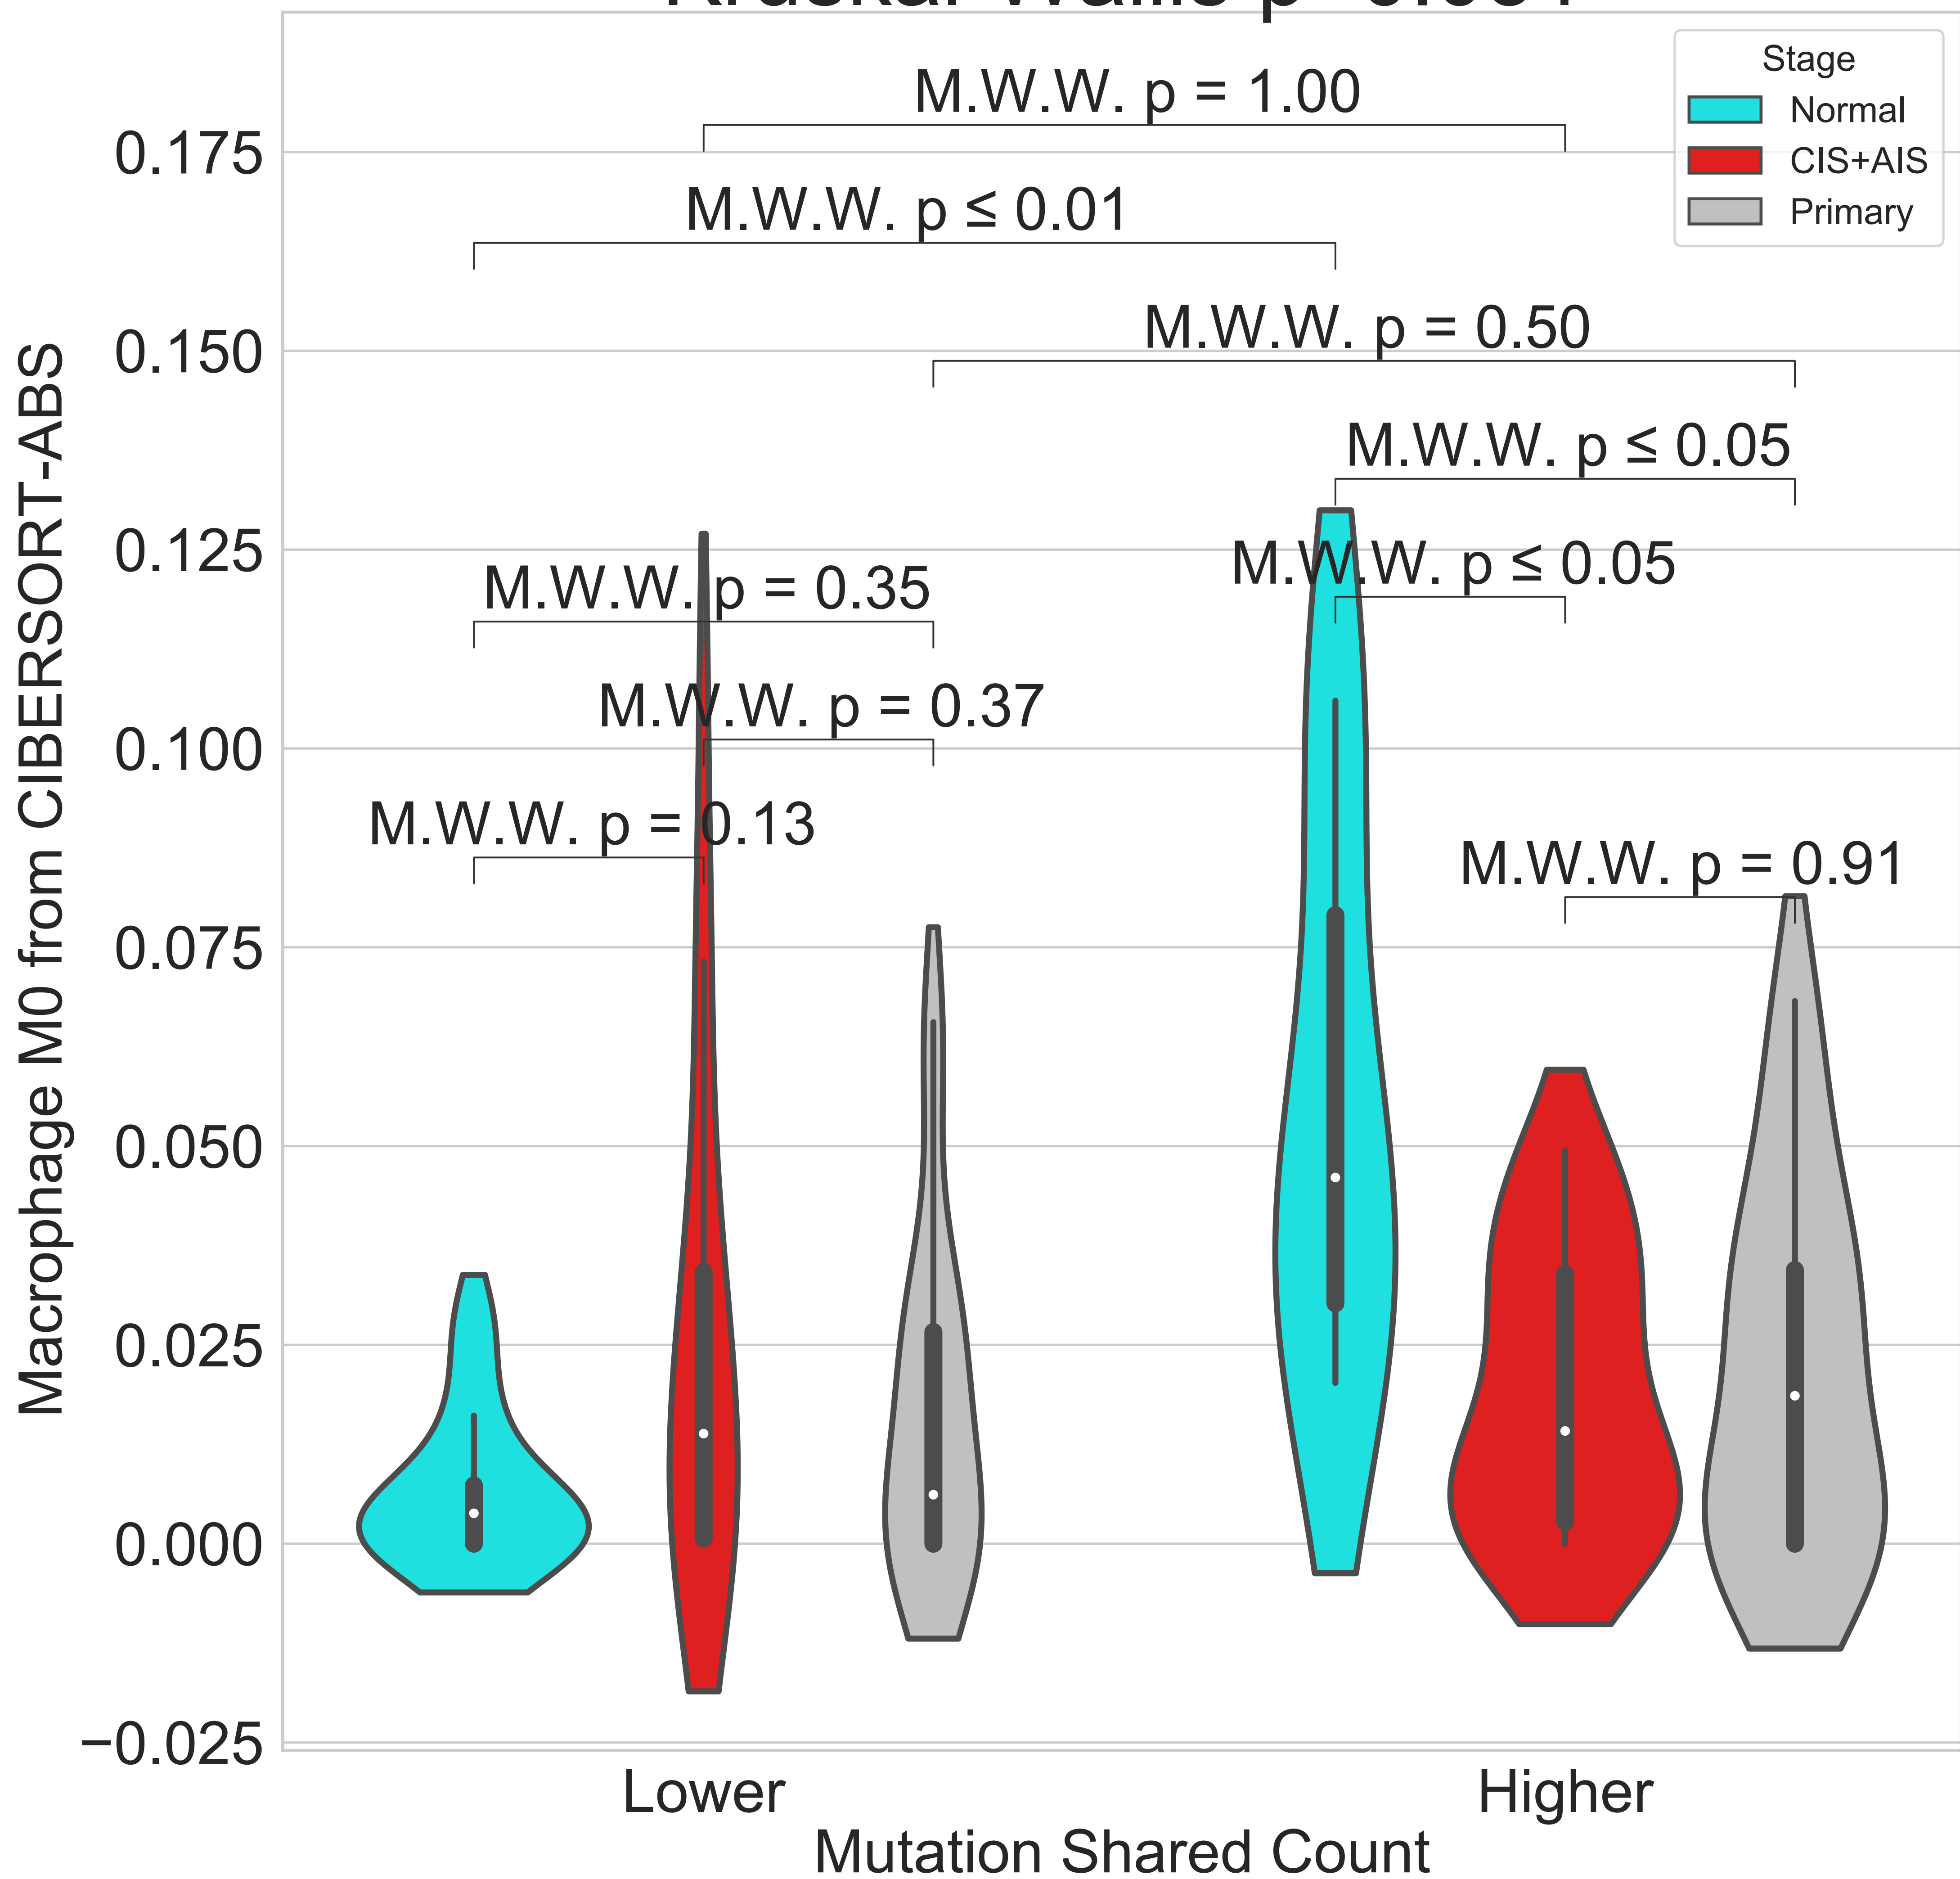 Stage
Normal
CIS+AIS
Primary
M.W.W. p = 1.00
M.W.W. p ≤ 0.01
M.W.W. p = 0.50
M.W.W. p ≤ 0.05
M.W.W. p ≤ 0.05
M.W.W. p = 0.35
M.W.W. p = 0.37
M.W.W. p = 0.13
M.W.W. p = 0.91
0.175
0.150
0.125
0.100
0.075
0.050
0.025
0.000
−0.025
Macrophage M0 from CIBERSORT-ABS
Lower
Higher
Mutation Shared Count